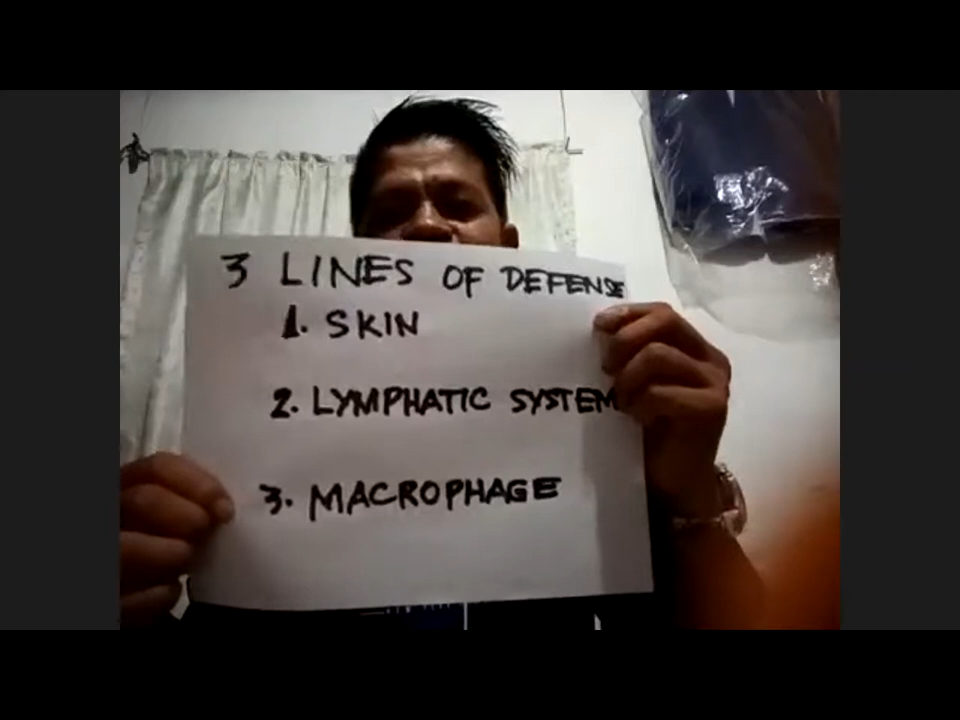 3 LINES OF DEFENSE
1. SKIN
2. LYMPHATIC SYSTEM
3. MACROPHAGE